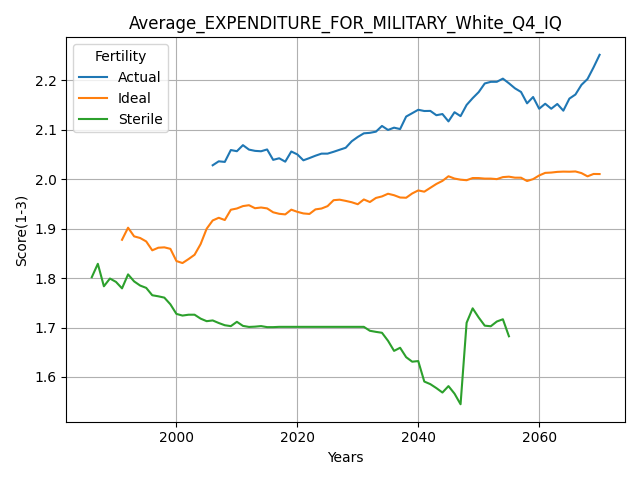 Average_EXPENDITURE_FOR_MILITARY_White_Q4_IQ
Fertility
Actual
Ideal
Sterile
Score(1-3)
2.2
2.1
2.0
1.9
1.8
1.7
1.6
2000 2020 2040 2060
Years